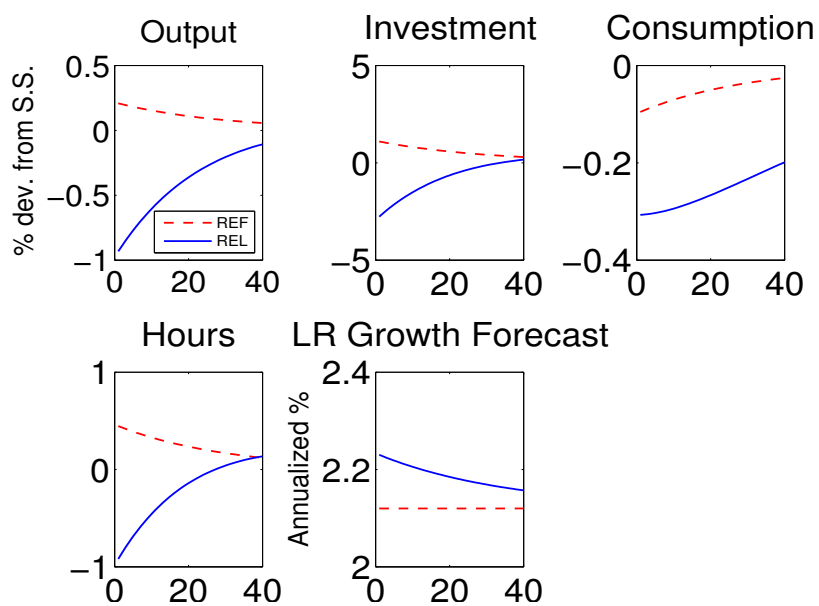 Output
Investment
Consumption
% dev. from S.S.
0.5
0
−0.5
−1
0 20 40
REF
REL
5
0
−5
0 20 40
0
−0.2
−0.4
0 20 40
Hours
LR Growth Forecast
1
0
−1
0 20 40
Annualized %
2.4
2.2
2
0 20 40